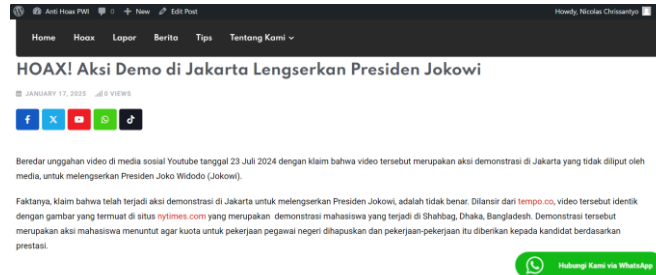 Anti Hoax PWI 0 + New Edit Post Howdy, Nicolas Chrissantyo
Home Hoax Lapor Berita Tips Tentang Kami
HOAX! Aksi Demo di Jakarta Lengserkan Presiden Jokowi
JANUARY 17, 2025 0 VIEWS
Beredar unggahan video di media sosial Youtube tanggal 23 Juli 2024 dengan klaim bahwa video tersebut merupakan aksi demonstrasi di Jakarta yang tidak diliput oleh
media, untuk melengserkan Presiden Joko Widodo (Jokowi).
Faktanya, klaim bahwa telah terjadi aksi demonstrasi di Jakarta untuk melengserkan Presiden Jokowi, adalah tidak benar. Dilansir dari tempo.co, video tersebut identik
dengan gambar yang termuat di situs nytimes.com yang merupakan demonstrasi mahasiswa yang terjadi di Shahbag, Dhaka, Bangladesh. Demonstrasi tersebut
merupakan aksi mahasiswa menuntut agar kuota untuk pekerjaan pegawai negeri dihapuskan dan pekerjaan-pekerjaan itu diberikan kepada kandidat berdasarkan
prestasi.
Hubungi Kami via WhatsApp